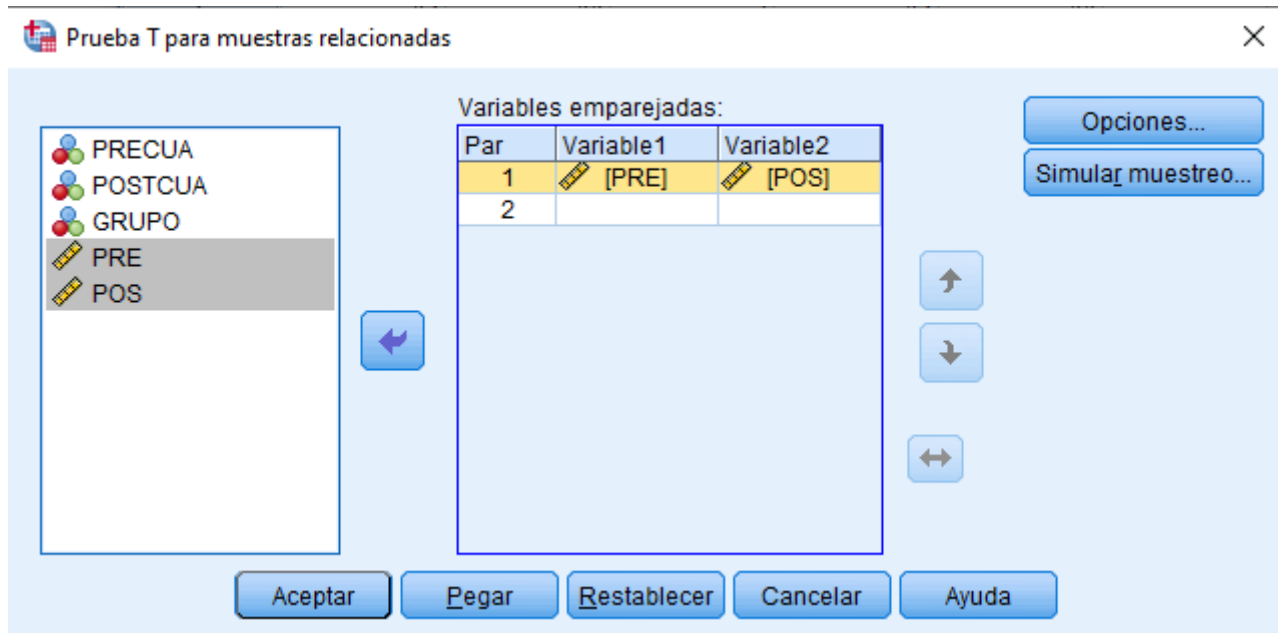 Prueba T para muestras relacionadas
Variables emparejadas:
PRECUA
POSTCUA
GRUPO
PRE
POS
Par Variable1 Variable2
1 [PRE] [POS]
2
Opciones...
Simular muestreo...
Aceptar Pegar Restablecer Cancelar Ayuda